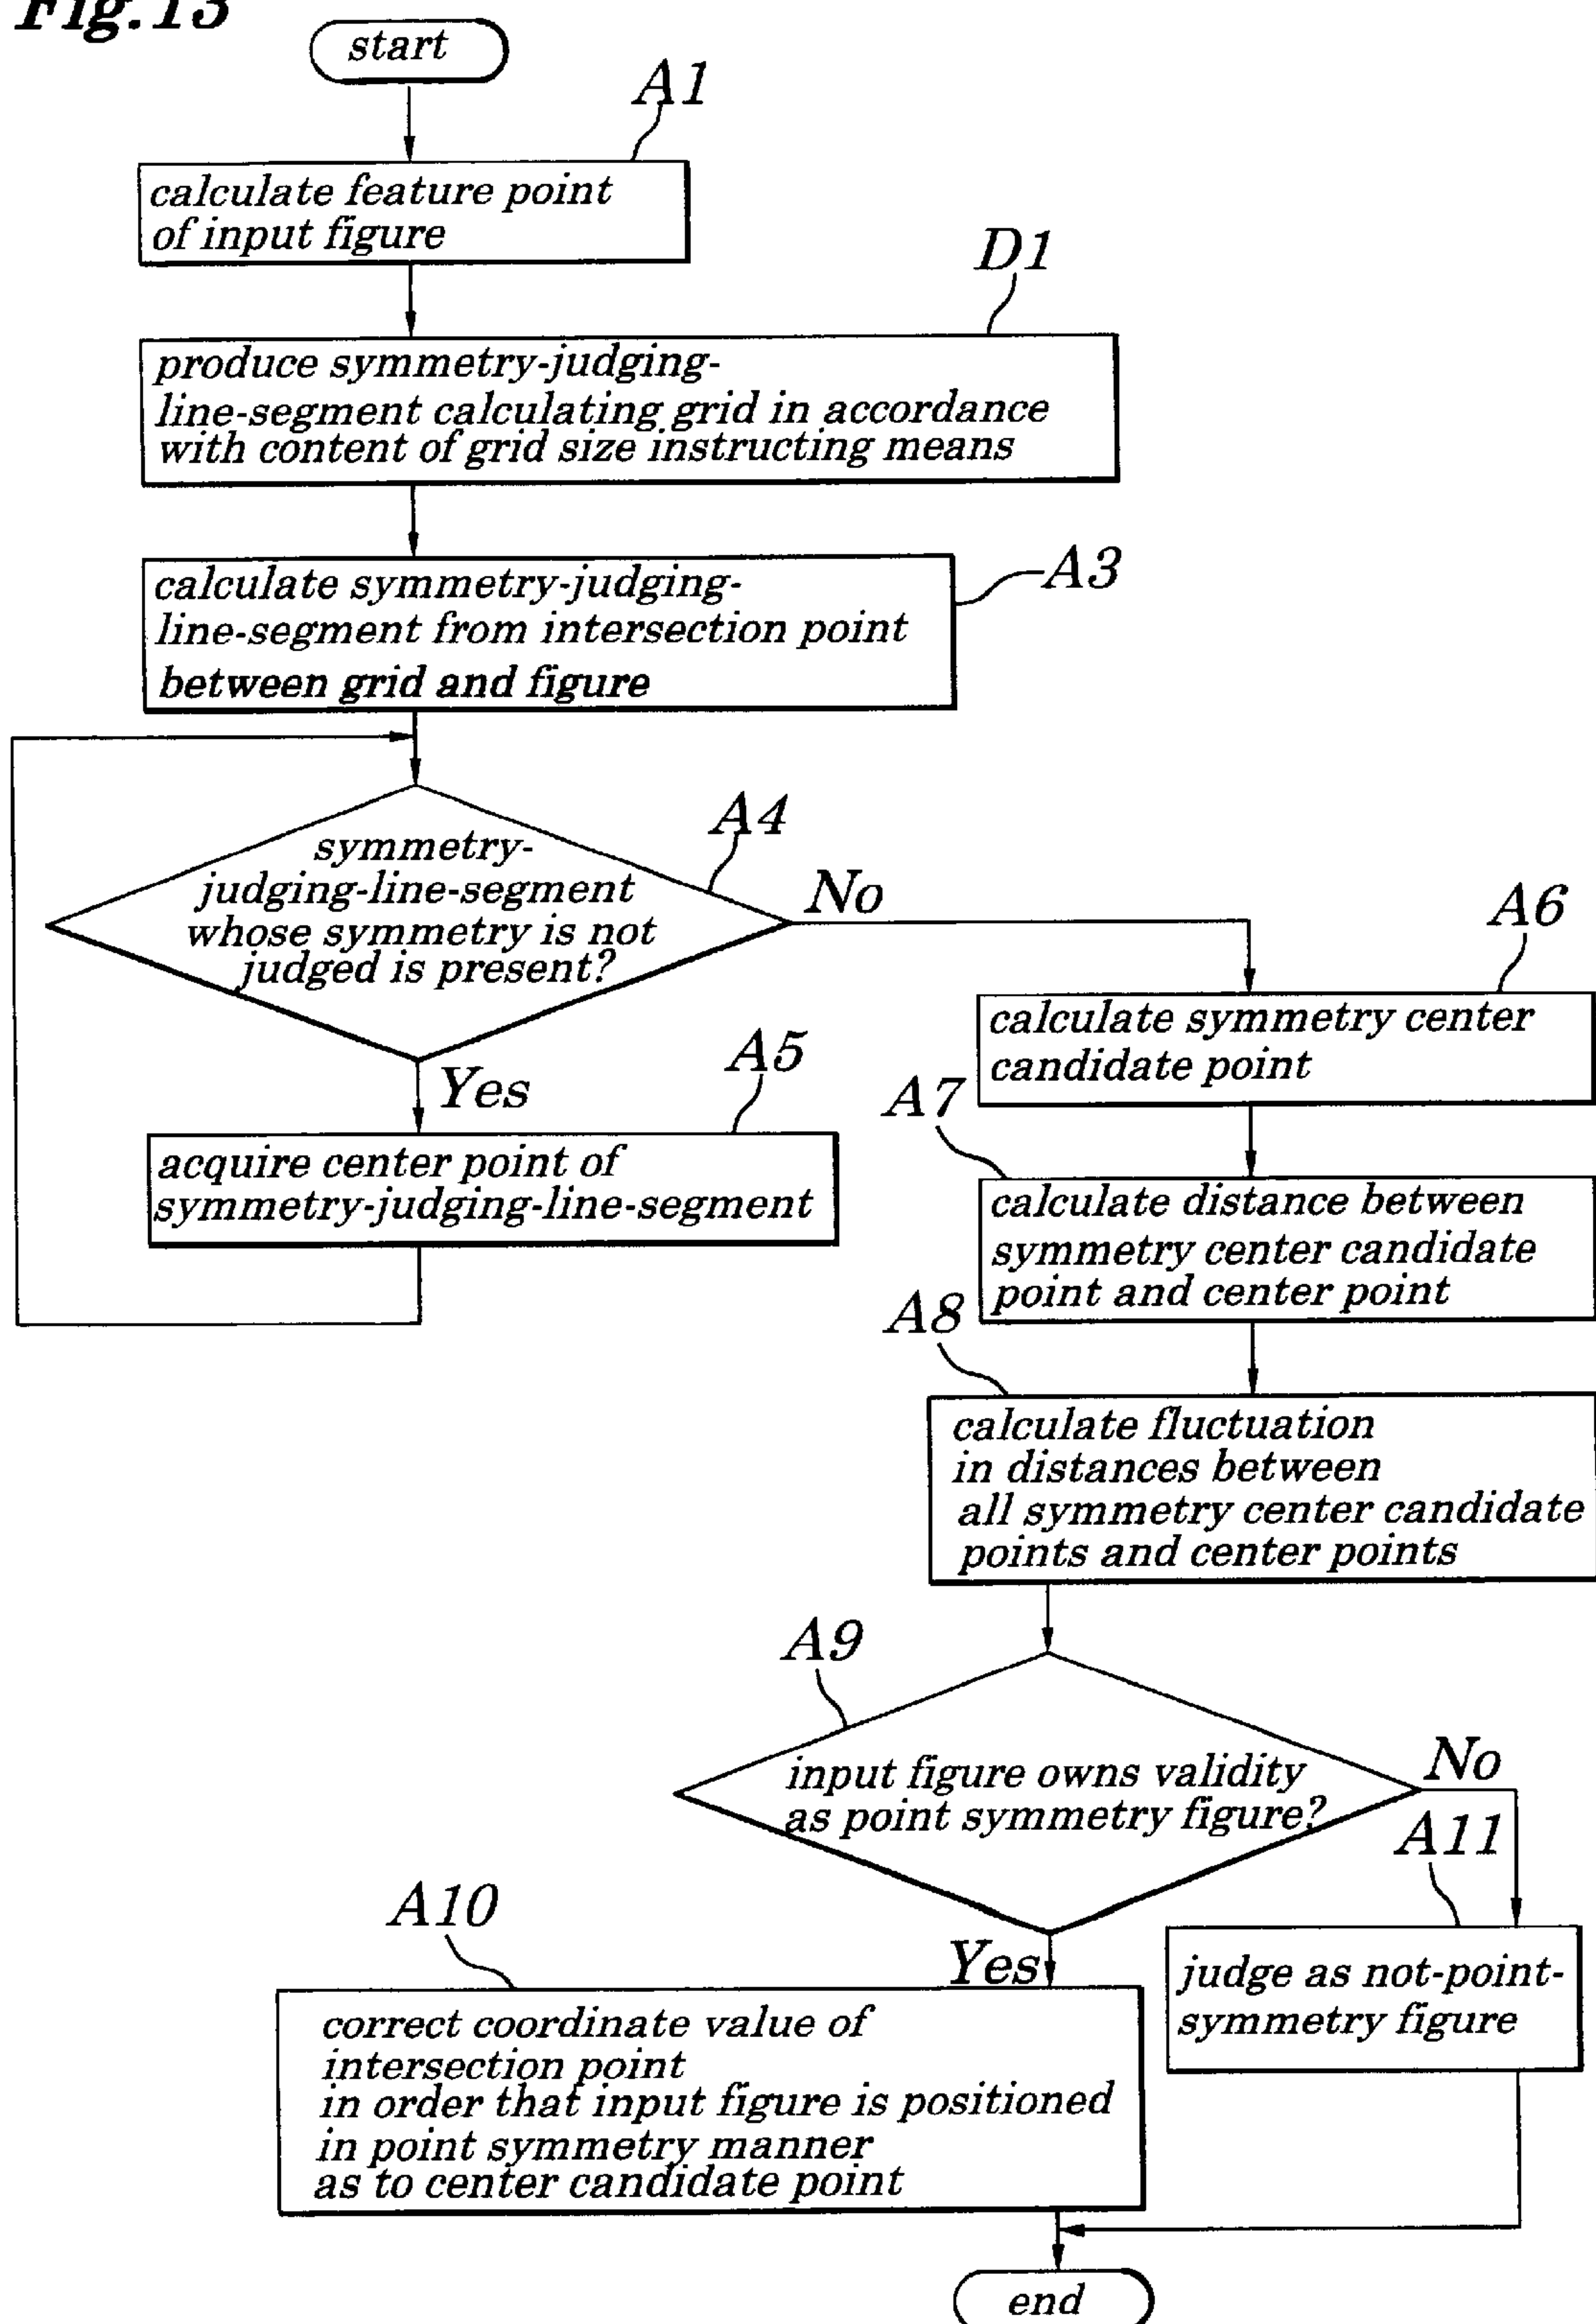 Fig.13
start
A1
calculate feature point
of input figure
D1
produce symmetry-judging-
line-segment calculating grid in accordance
with content of grid size instructing means
A3
calculate symmetry-judging-
line-segment from intersection point
between grid and figure
A4
symmetry-
judging-line-segment
whose symmetry is not
judged is present?
No
Yes
A5
acquire center point of
symmetry-judging-line-segment
A6
calculate symmetry center
candidate point
A7
calculate distance between
symmetry center candidate
point and center point
A8
calculate fluctuation
in distances between
all symmetry center candidate
points and center points
A9
input figure owns validity
as point symmetry figure?
No
A11
judge as not-point-
symmetry figure
Yes
A10
correct coordinate value of
intersection point
in order that input figure is positioned
in point symmetry manner
as to center candidate point
end